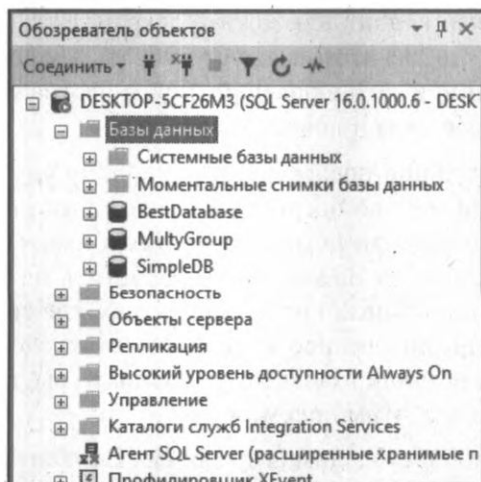 Обозреватель объектов
Соединить
DESKTOP-5CF26M3 (SQL Server 16.0.1000.6 - DESK
Базы данных
Системные базы данных
Моментальные снимки базы данных
BestDatabase
MultyGroup
SimpleDB
Безопасность
Объекты сервера
Репликация
Высокий уровень доступности Always On
Управление
Каталоги служб Integration Services
Агент SQL Server (расширенные хранимые п
Профилировщик XEvent